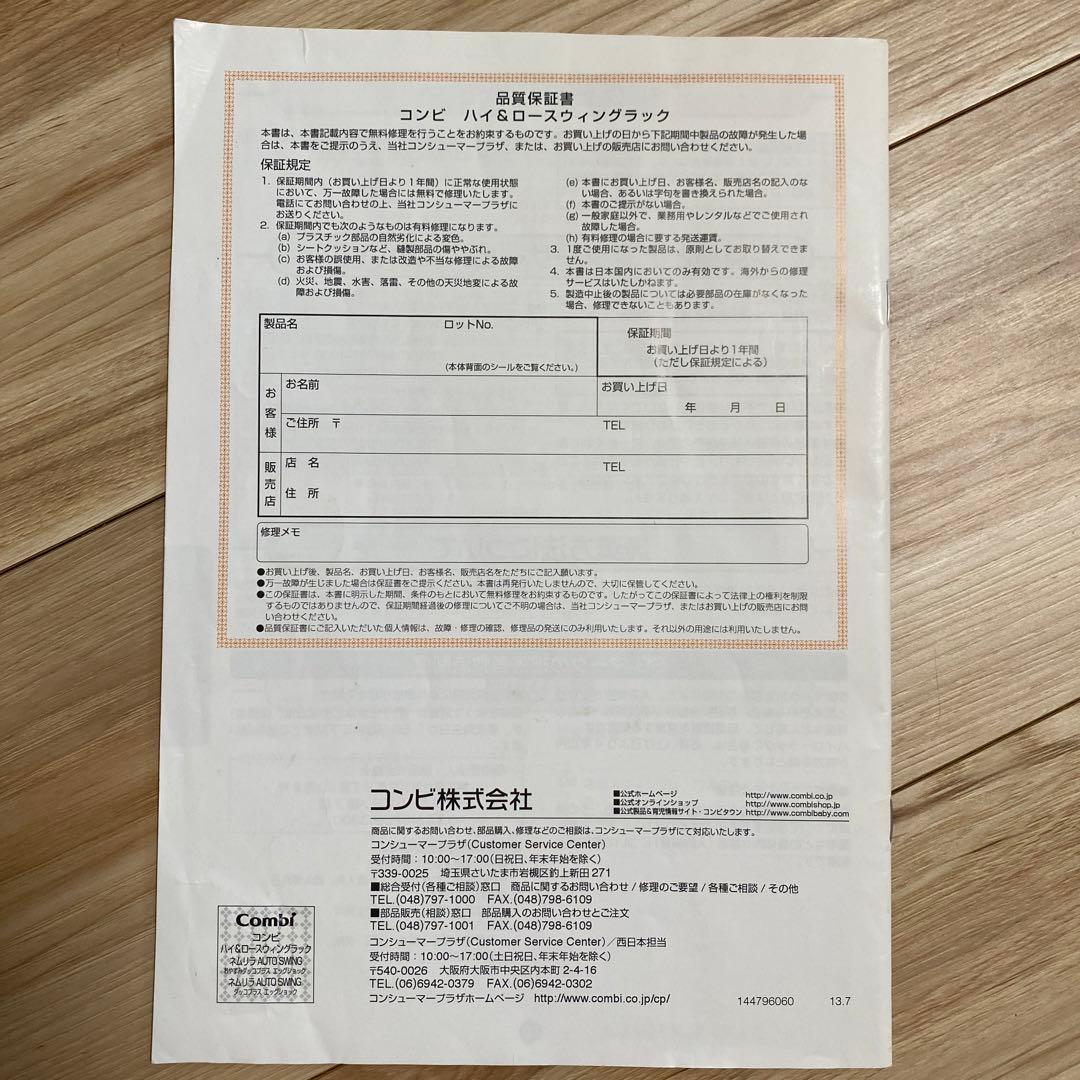 品質保証書
コンビ ハイ＆ロースウィングラック
本書は、本書記載内容で無料修理を行うことをお約束するものです。お買い上げの日から下記期間中製品の故障が発生した場
合は、本書をご提示のうえ、当社コンシューマープラザ、または、お買い上げの販売店にお問い合わせください。
保証規定
1. 保証期間内（お買い上げ日より1年間）に正常な使用状態
において、万一故障した場合には無料で修理いたします。
電話にてお問い合わせの上、当社コンシューマープラザに
お送りください。
2. 保証期間内でも次のようなものは有料修理になります。
(a) プラスチック部品の自然劣化による変色。
(b) シートクッションなど、縫製部品の傷ややぶれ。
(c) お客様の誤使用、または改造や不当な修理による故障
および損傷。
(d) 火災、地震、水害、落雷、その他の天災地変による故
障および損傷。
(e) 本書にお買い上げ日、お客様名、販売店名の記入のな
い場合、あるいは字句を書き換えられた場合。
(f) 本書のご提示がない場合。
(g) 一般家庭以外で、業務用やレンタルなどでご使用され
故障した場合。
(h) 有料修理の場合に要する発送運賃。
3. 1度ご使用になった製品は、原則としてお取り替えできま
せん。
4. 本書は日本国内においてのみ有効です。海外からの修理
サービスはいたしかねます。
5. 製造中止後の製品については必要部品の在庫がなくなった
場合、修理できないこともあります。
製品名 ロットNo.
(本体背面のシールをご覧ください。)
保証期間
お買い上げ日より1年間
(ただし保証規定による)
お客様
お名前
お買い上げ日
年 月 日
ご住所 〒 TEL
販売店
店 名 TEL
住 所
修理メモ
●お買い上げ後、製品名、お買い上げ日、お客様名、販売店名をただちにご記入願います。
●万一故障が生じました場合は保証書をご提示ください。本書は再発行いたしませんので、大切に保管してください。
●この保証書は、本書に明示した期間、条件のもとにおいて無料修理をお約束するものです。したがってこの保証書によって法律上の権利を制限
するものではありませんので、保証期間経過後の修理についてご不明の場合は、当社コンシューマープラザ、またはお買い上げの販売店にお問
い合わせください。
●品質保証書にご記入いただいた個人情報は、故障・修理の確認、修理品の発送にのみ利用いたします。それ以外の用途には利用いたしません。
コンビ株式会社
■公式ホームページ http://www.combi.co.jp
■公式オンラインショップ http://www.combishop.jp
■公式製品&育児情報サイト・コンビタウン http://www.combibaby.com
商品に関するお問い合わせ、部品購入、修理などのご相談は、コンシューマープラザにて対応いたします。
コンシューマープラザ(Customer Service Center)
受付時間：10:00〜17:00(日祝日、年末年始を除く)
〒339-0025 埼玉県さいたま市岩槻区釣上新田271
■総合受付(各種ご相談)窓口 商品に関するお問い合わせ/修理のご要望/各種ご相談/その他
TEL.(048)797-1000 FAX.(048)798-6109
■部品販売(相談)窓口 部品購入のお問い合わせとご注文
TEL.(048)797-1001 FAX.(048)798-6109
コンシューマープラザ(Customer Service Center)／西日本担当
受付時間：10:00〜17:00(土日祝日、年末年始を除く)
〒540-0026 大阪府大阪市中央区内本町2-4-16
TEL.(06)6942-0379 FAX.(06)6942-0302
コンシューマープラザホームページ http://www.combi.co.jp/cp/
144796060 13.7
Combi
コンビ
ハイ&ロースウィングラック
ネムリラ AUTO SWING
おやすみダッコプラス エッグショック
ネムリラ AUTO SWING
ダッコプラス エッグショック